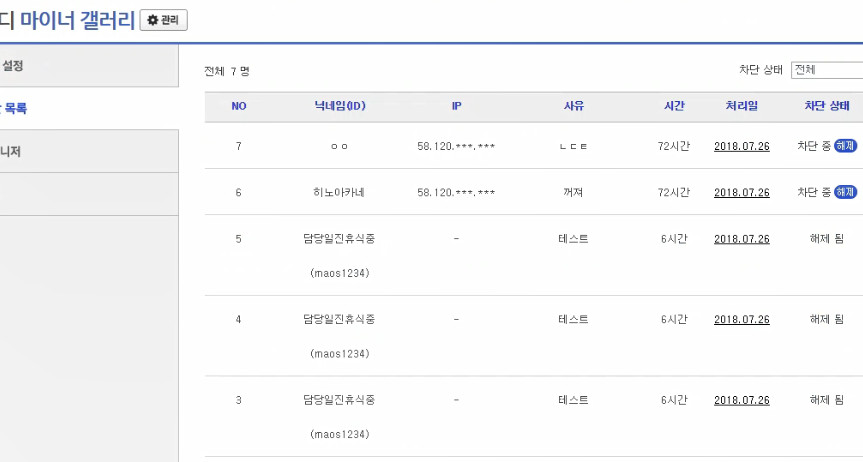 디 마이너 갤러리 관리
설정
목록
니저
전체 7 명
차단 상태 전체
NO 닉네임(ID) IP 사유 시간 처리일 차단 상태
7 ㅇㅇ 58.120.***.*** ㄴㄷㅌ 72시간 2018.07.26 차단 중 해제
6 히노아카네 58.120.***.*** 꺼져 72시간 2018.07.26 차단 중 해제
5 담당일진휴식중 - 테스트 6시간 2018.07.26 해제 됨
(maos1234)
4 담당일진휴식중 - 테스트 6시간 2018.07.26 해제 됨
(maos1234)
3 담당일진휴식중 - 테스트 6시간 2018.07.26 해제 됨
(maos1234)